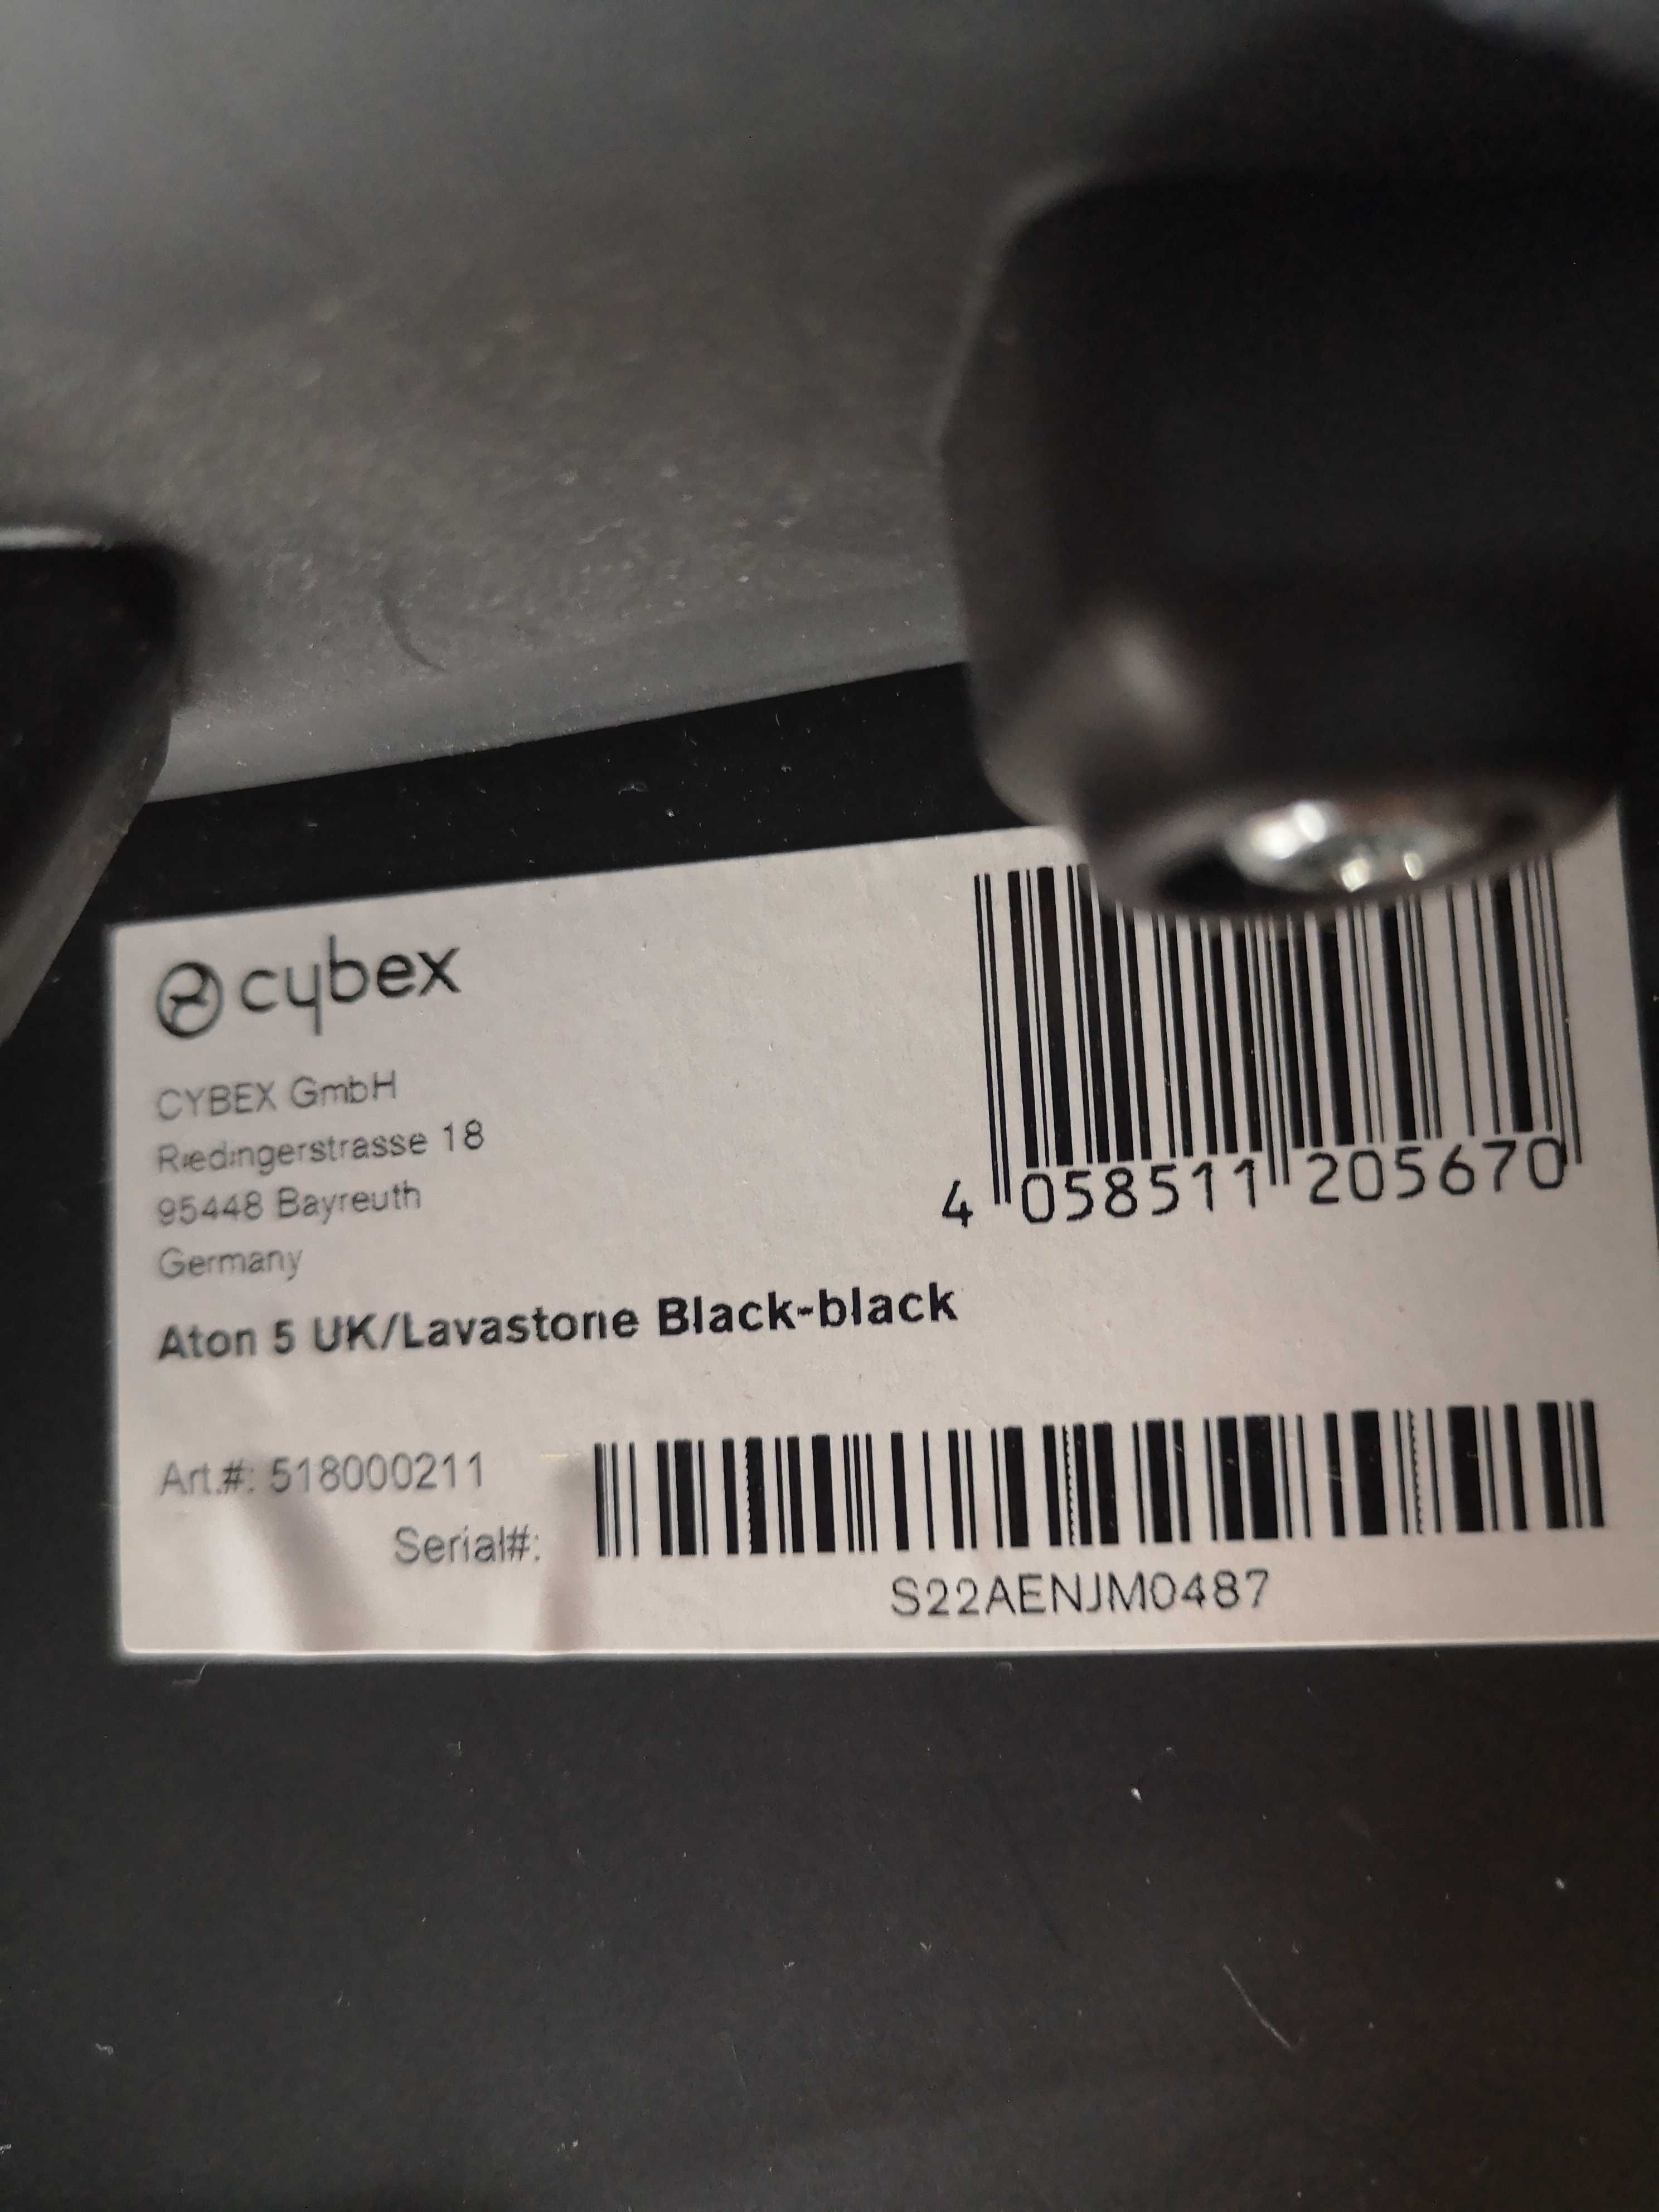 cybex
CYBEX GmbH
Riedingerstrasse 18
95448 Bayreuth
Germany
4 058511 205670
Aton 5 UK/Lavastone Black-black
Art.#: 518000211
Serial#:
S22AENJM0487